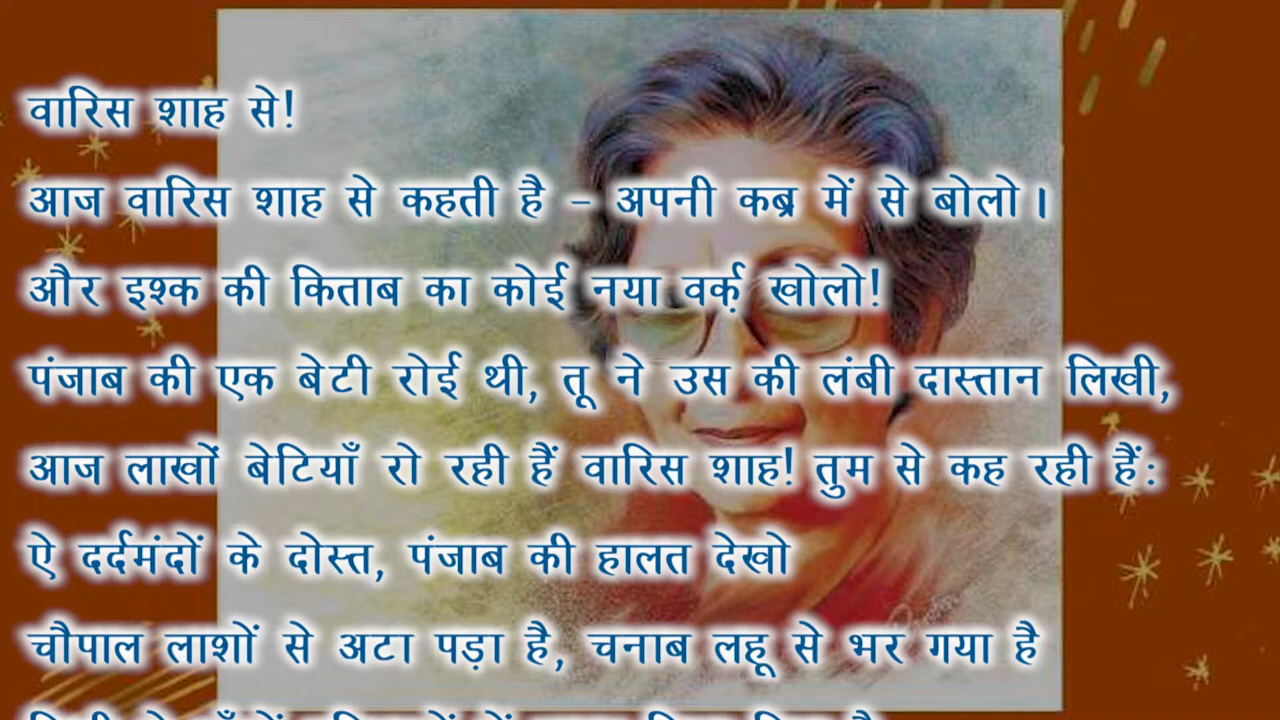 वारिस शाह से!
आज वारिस शाह से कहती है – अपनी कब्र में से बोलो।
और इश्क की किताब का कोई नया वर्क़ खोलो!
पंजाब की एक बेटी रोई थी, तू ने उस की लंबी दास्तान लिखी,
आज लाखों बेटियाँ रो रही हैं वारिस शाह! तुम से कह रही हैं:
ऐ दर्दमंदों के दोस्त, पंजाब की हालत देखो
चौपाल लाशों से अटा पड़ा है, चनाब लहू से भर गया है